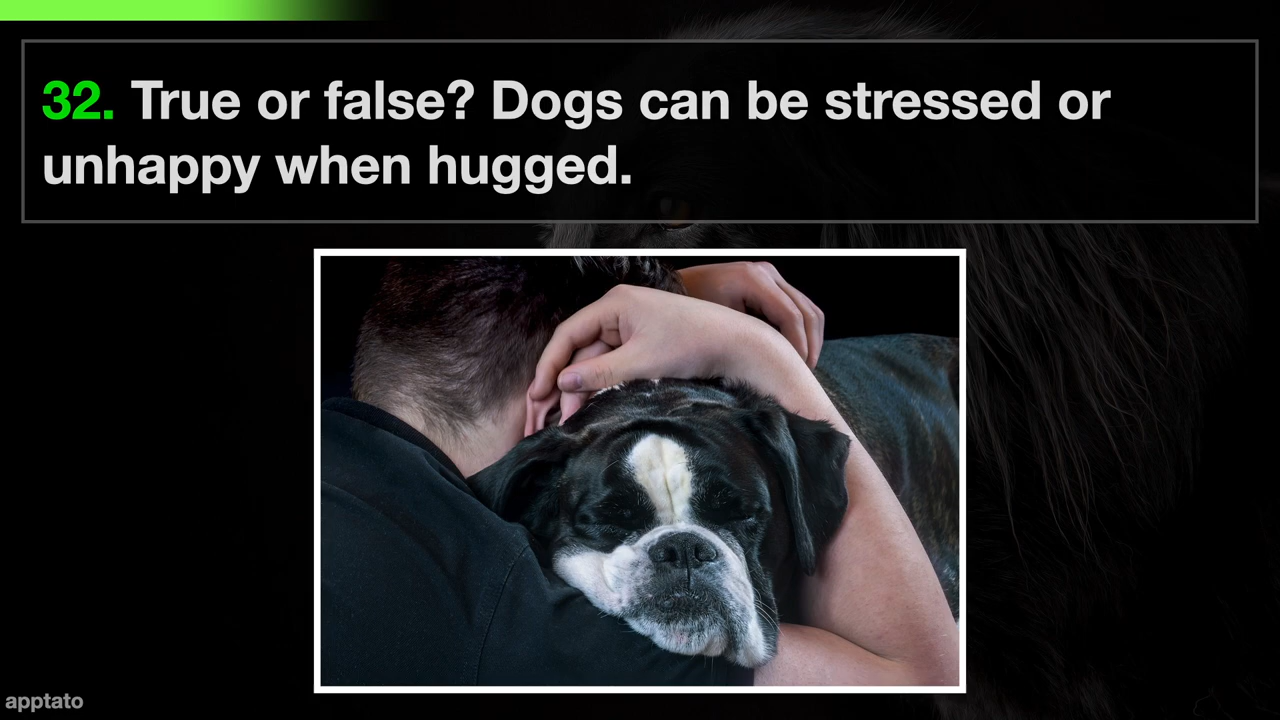 32. True or false? Dogs can be stressed or
unhappy when hugged.
apptato